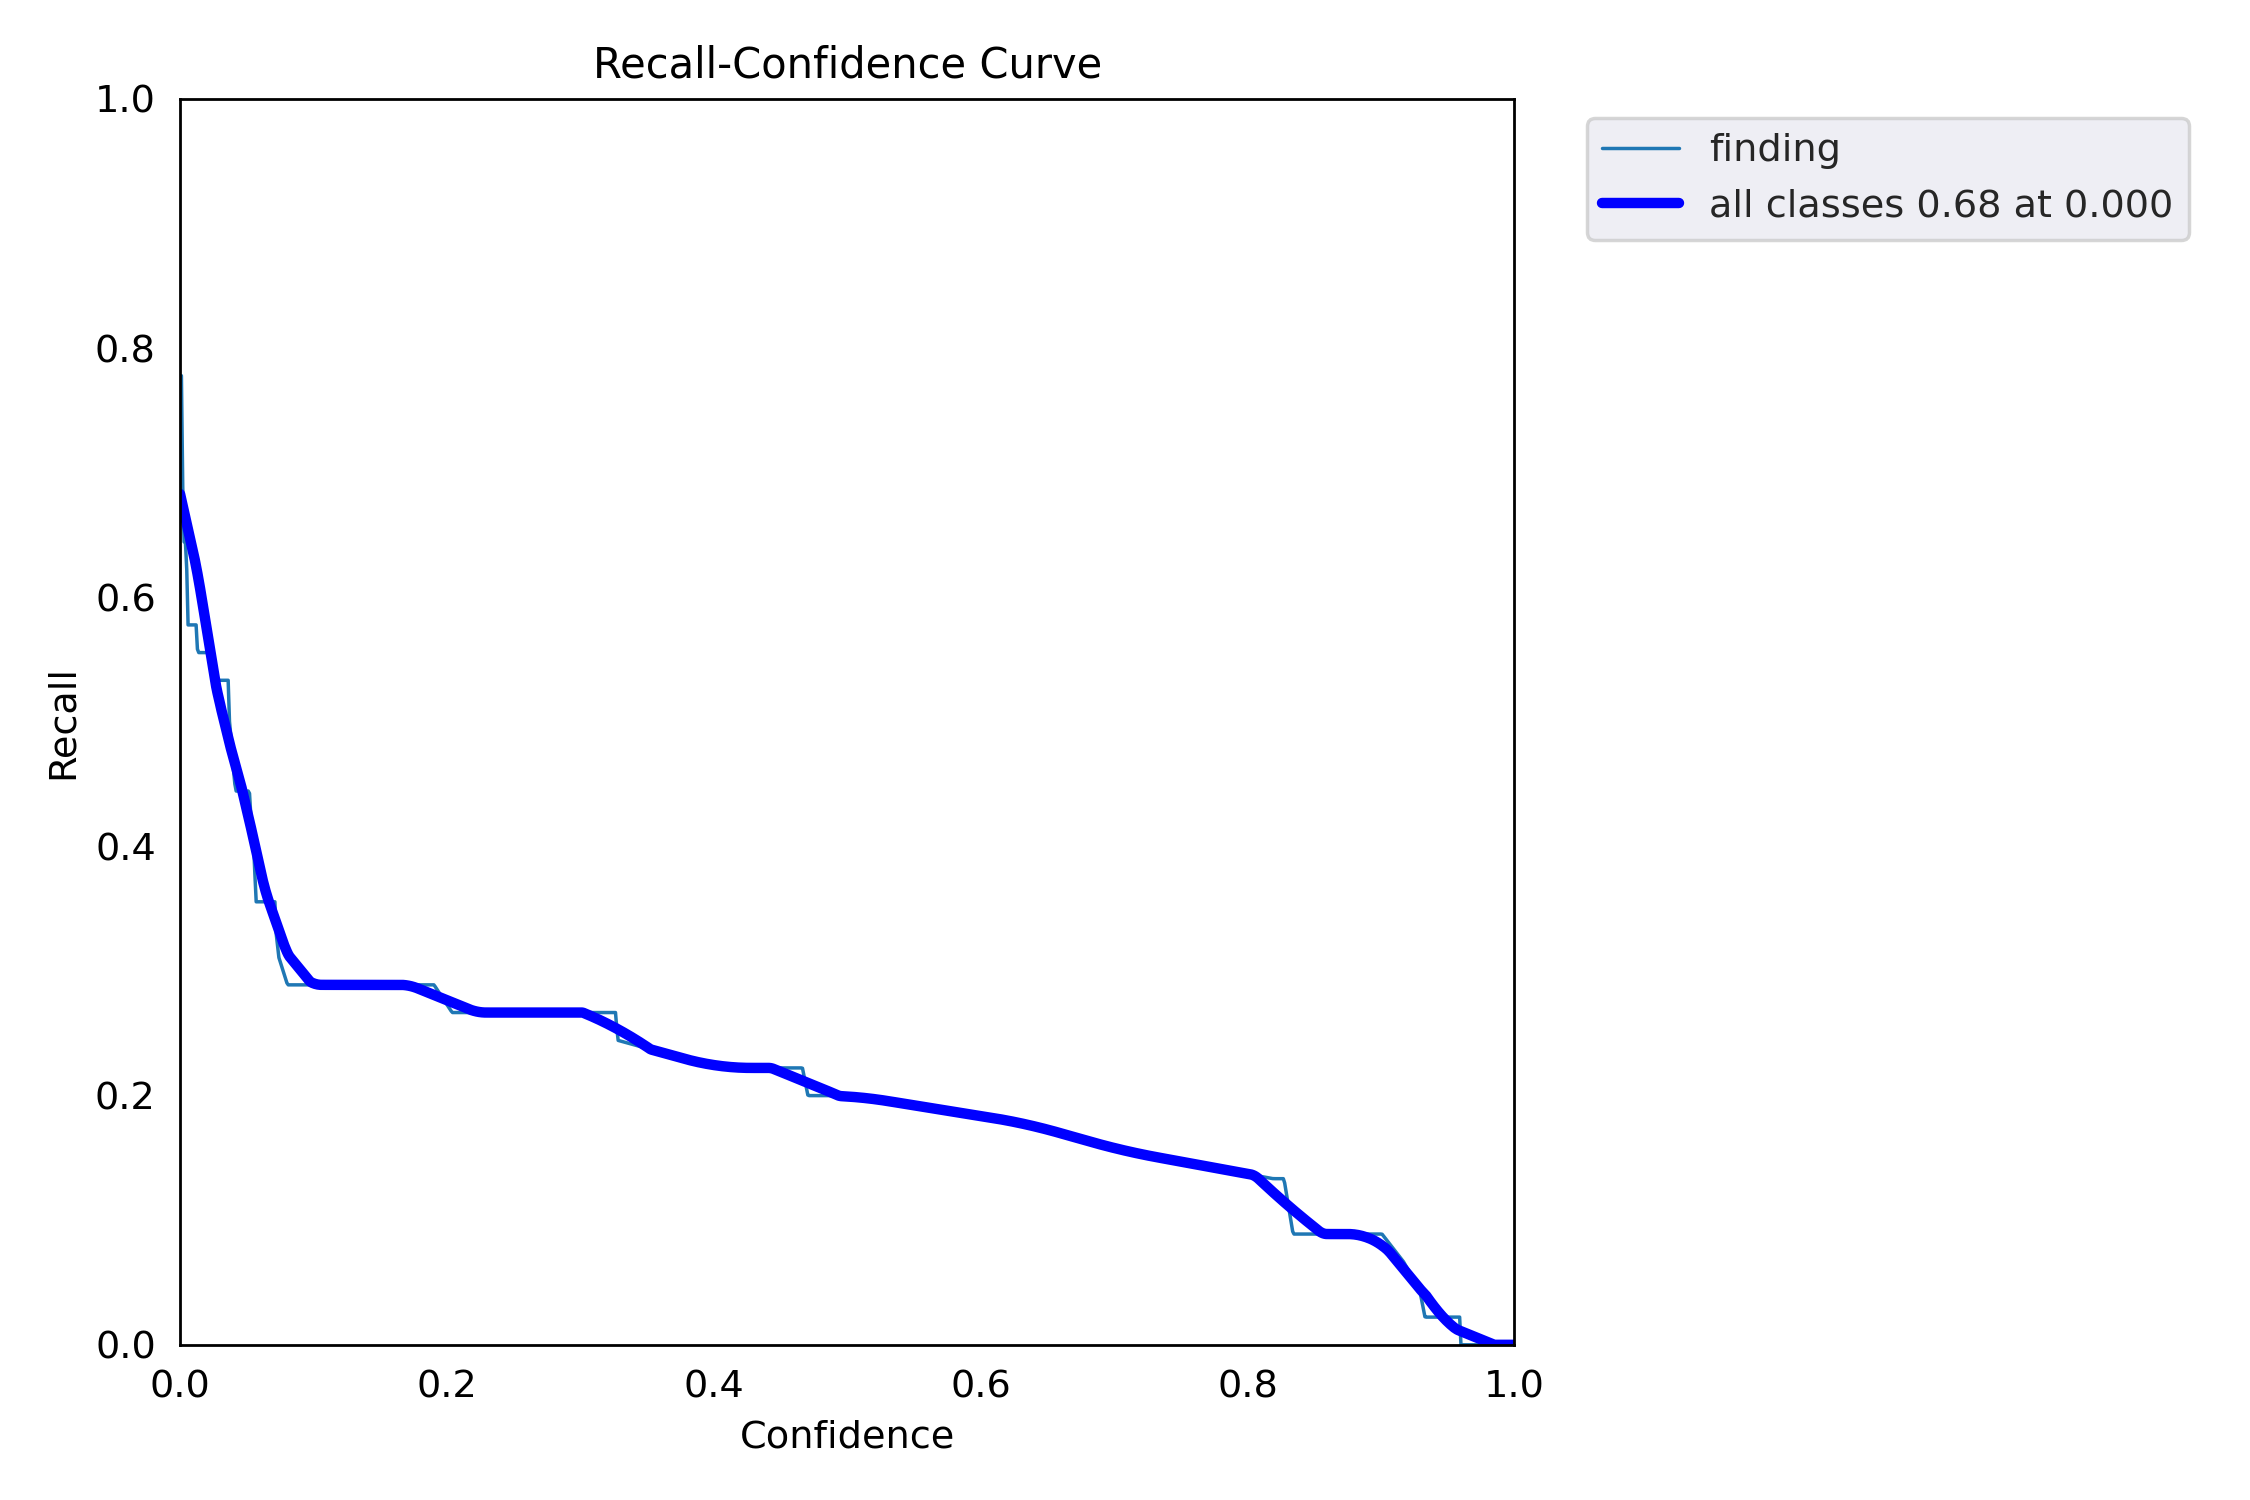 Recall-Confidence Curve
1.0
0.8
0.6
0.4
0.2
0.0
Recall
0.0 0.2 0.4 0.6 0.8 1.0
Confidence
finding
all classes 0.68 at 0.000